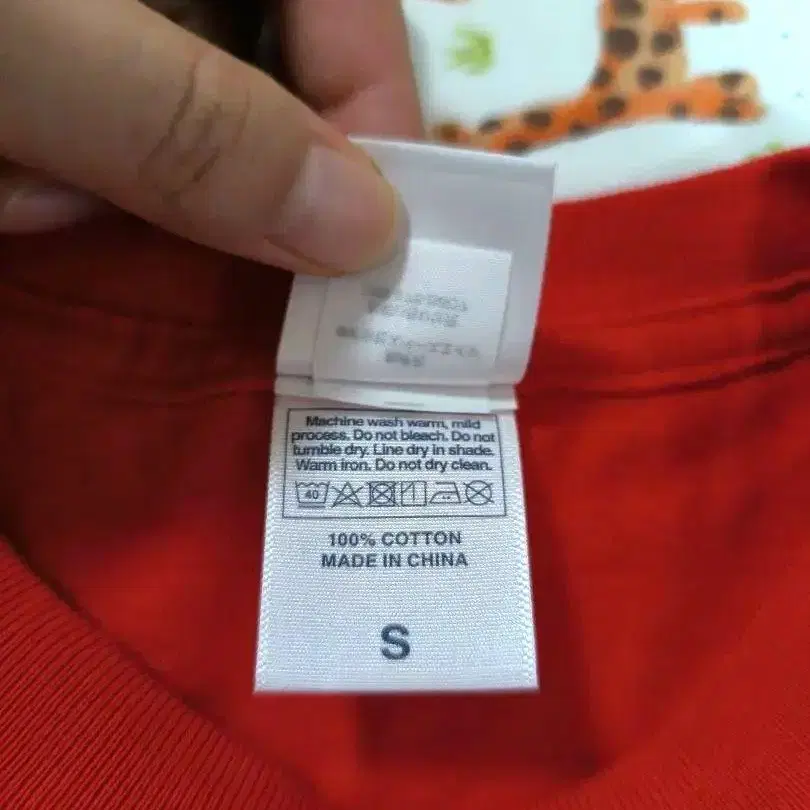 Machine wash warm, mild
process. Do not bleach. Do not
tumble dry. Line dry in shade.
Warm iron. Do not dry clean.
40
100% COTTON
MADE IN CHINA
S